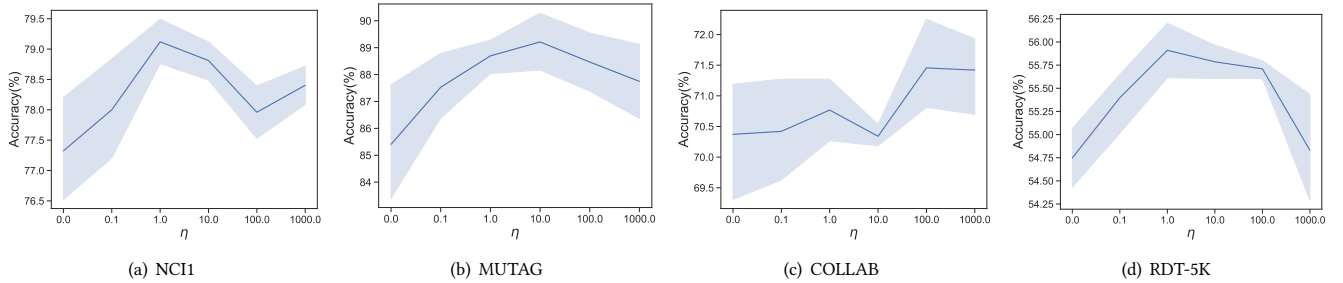 79.5
79.0
78.5
78.0
77.5
77.0
76.5
Accuracy(%)
0.0 0.1 1.0 10.0 100.0 1000.0
η
(a) NCI1
90
89
88
87
86
85
84
Accuracy(%)
0.0 0.1 1.0 10.0 100.0 1000.0
η
(b) MUTAG
72.0
71.5
71.0
70.5
70.0
69.5
Accuracy(%)
0.0 0.1 1.0 10.0 100.0 1000.0
η
(c) COLLAB
56.25
56.00
55.75
55.50
55.25
55.00
54.75
54.50
54.25
Accuracy(%)
0.0 0.1 1.0 10.0 100.0 1000.0
η
(d) RDT-5K